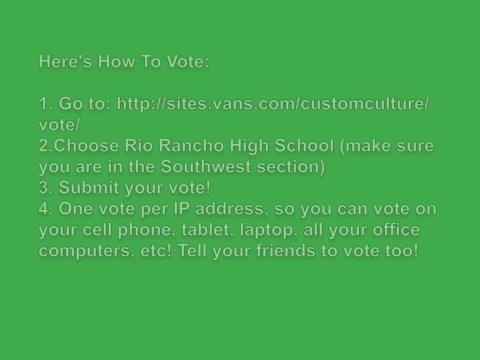 Here's How To Vote:
1. Go to: http://sites.vans.com/customculture/
vote/
2.Choose Rio Rancho High School (make sure
you are in the Southwest section)
3. Submit your vote!
4. One vote per IP address, so you can vote on
your cell phone, tablet, laptop, all your office
computers, etc! Tell your friends to vote too!